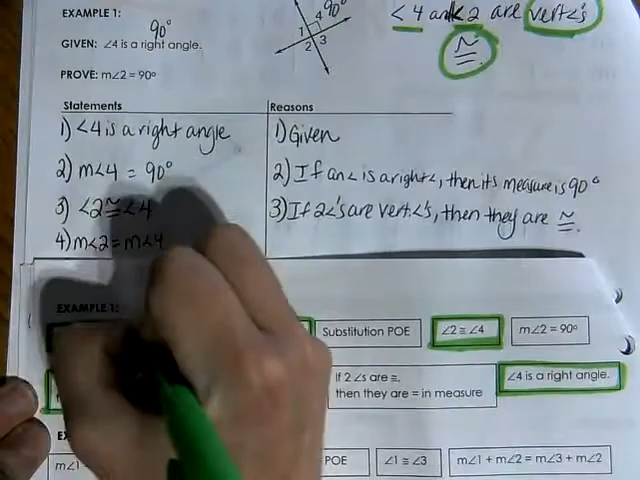 EXAMPLE 1:
90°
GIVEN: ∠4 is a right angle.
PROVE: m∠2 = 90°
90°
4
1
2 3
∠4 and ∠2 are vert∠'s
≅
Statements Reasons
1) ∠4 is a right angle 1) Given
2) m∠4 = 90° 2) If an ∠ is a right ∠, then its measure is 90°
3) ∠2 ≅ ∠4 3) If 2 ∠'s are vert. ∠'s, then they are ≅.
4) m∠2 = m∠4
EXAMPLE 1:
Substitution POE ∠2 ≅ ∠4 m∠2 = 90°
If 2 ∠s are ≅,
then they are = in measure
∠4 is a right angle.
POE ∠1 ≅ ∠3 m∠1 + m∠2 = m∠3 + m∠2
m∠1